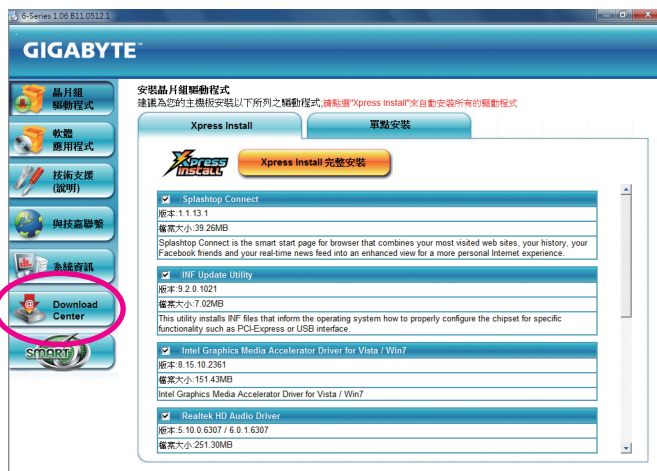 6-Series 1.06 B11.0512.1
GIGABYTE™
晶片組
驅動程式
軟體
應用程式
技術支援
(說明)
與技嘉聯繫
系統資訊
Download
Center
SMART
安裝晶片組驅動程式
建議為您的主機板安裝以下所列之驅動程式,請點選"Xpress Install"來自動安裝所有的驅動程式
Xpress Install
單點安裝
Xpress
Install
Xpress Install 完整安裝
Splashtop Connect
版本:1.1.13.1
檔案大小:39.26MB
Splashtop Connect is the smart start page for browser that combines your most visited web sites, your history, your
Facebook friends and your real-time news feed into an enhanced view for a more personal Internet experience.
INF Update Utility
版本:9.2.0.1021
檔案大小:7.02MB
This utility installs INF files that inform the operating system how to properly configure the chipset for specific
functionality such as PCI-Express or USB interface.
Intel Graphics Media Accelerator Driver for Vista / Win7
版本:8.15.10.2361
檔案大小:151.43MB
Intel Graphics Media Accelerator Driver for Vista / Win7
Realtek HD Audio Driver
版本:5.10.0.6307 / 6.0.1.6307
檔案大小:251.30MB